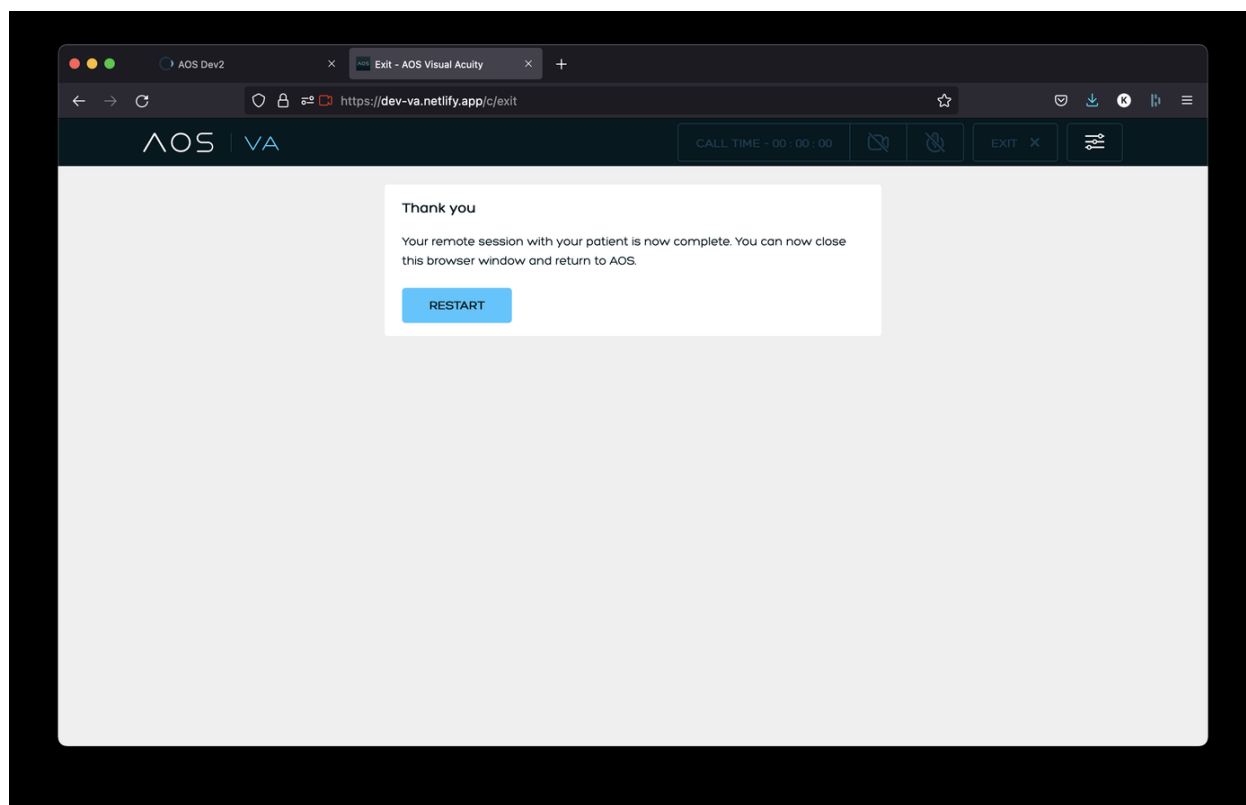 AOS Dev2
Exit - AOS Visual Acuity
https://dev-va.netlify.app/c/exit
K
AOS | VA
CALL TIME - 00 : 00 : 00
EXIT
Thank you
Your remote session with your patient is now complete. You can now close
this browser window and return to AOS.
RESTART